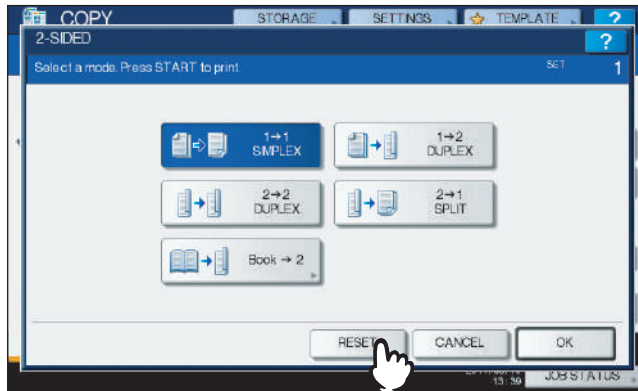 COPY
STORAGE
SETTINGS
TEMPLATE
?
2-SIDED
?
Select a mode. Press START to print.
SET
1
1→1
SIMPLEX
1→2
DUPLEX
2→2
DUPLEX
2→1
SPLIT
Book → 2
RESET
CANCEL
OK
13:39
JOB STATUS